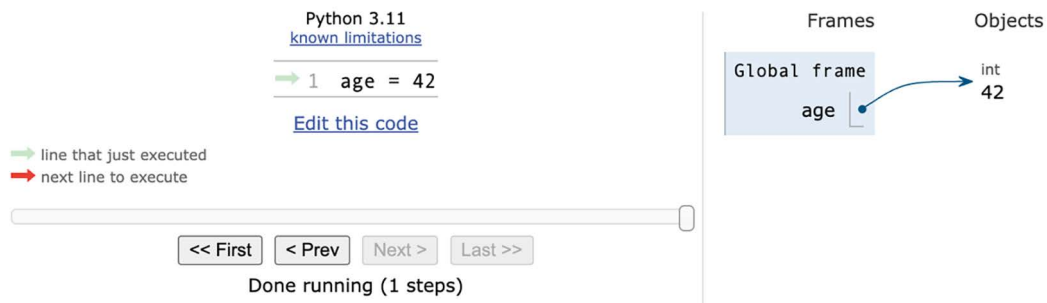 Python 3.11
known limitations
1 age = 42
Edit this code
line that just executed
next line to execute
<< First < Prev Next > Last >>
Done running (1 steps)
Frames Objects
Global frame
age
int
42